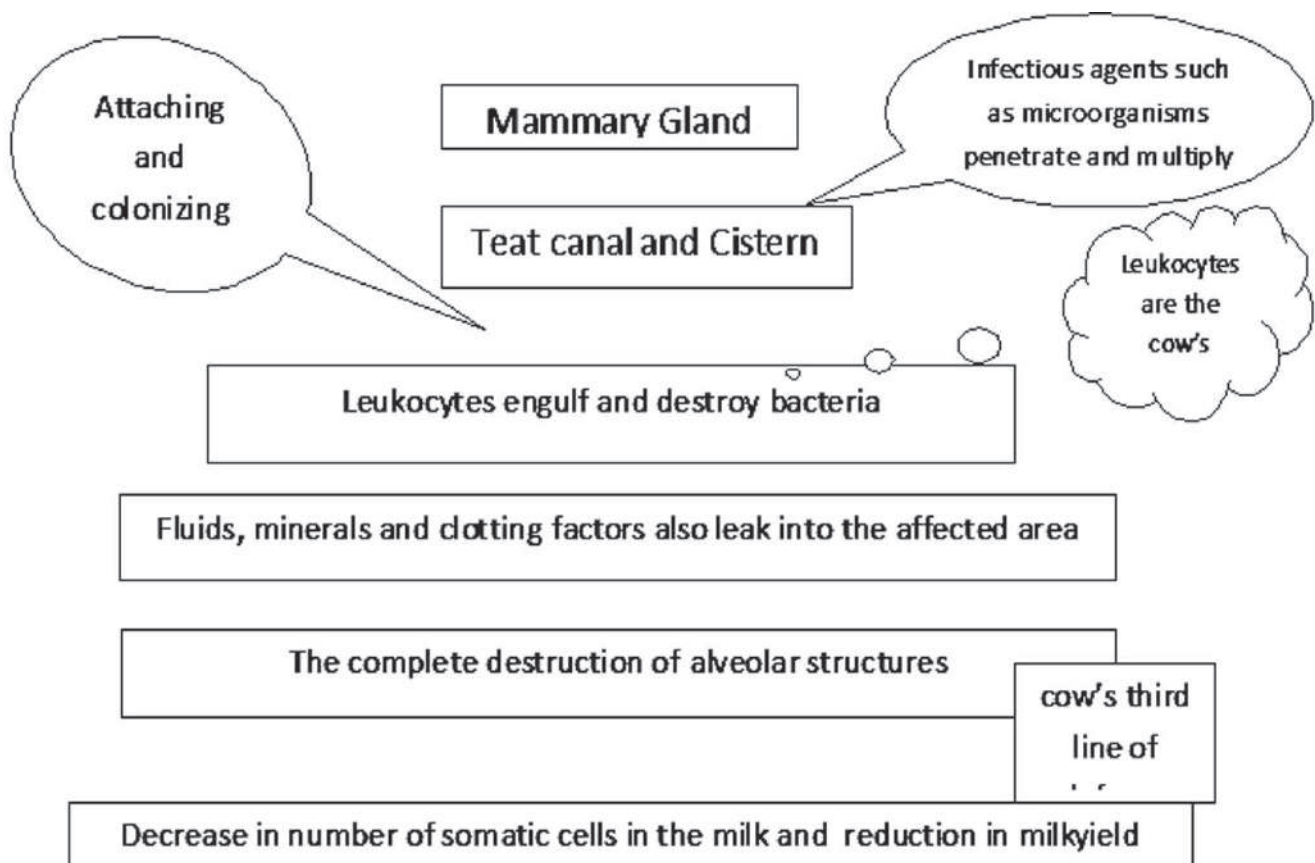 Attaching
and
colonizing
Mammary Gland
Infectious agents such
as microorganisms
penetrate and multiply
Teat canal and Cistern
Leukocytes
are the
cow's
Leukocytes engulf and destroy bacteria
Fluids, minerals and clotting factors also leak into the affected area
The complete destruction of alveolar structures
cow's third
line of
Decrease in number of somatic cells in the milk and reduction in milkyield